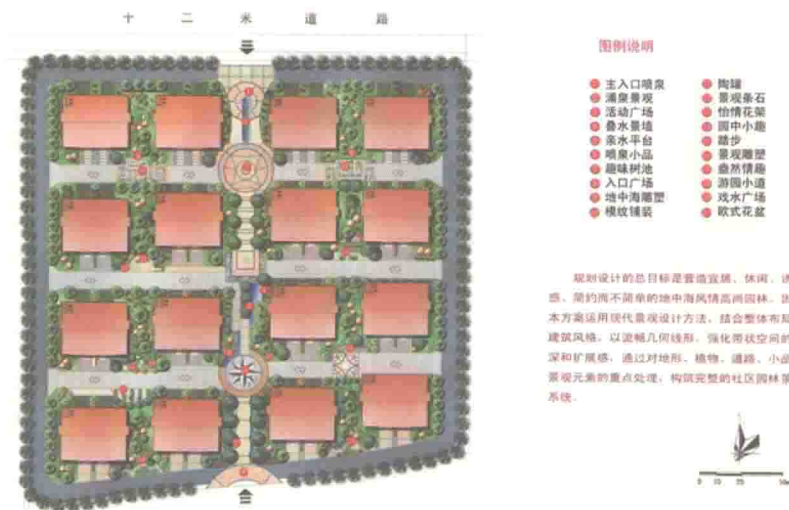 十二米道路
图例说明
主入口喷泉
涌泉景观
活动广场
叠水景墙
亲水平台
喷泉小品
趣味树池
入口广场
地中海雕塑
模纹铺装
陶罐
景观条石
怡情花架
园中小趣
踏步
景观雕塑
盎然情趣
游园小道
戏水广场
欧式花盆
规划设计的总目标是营造宜居、休闲、诱
惑、简约而不简单的地中海风情高尚园林。因
本方案运用现代景观设计方法，结合整体布局
建筑风格，以流畅几何线形，强化带状空间的
深和扩展感，通过对地形、植物、道路、小品
景观元素的重点处理，构筑完整的社区园林景
系统。
0 10 25 50m